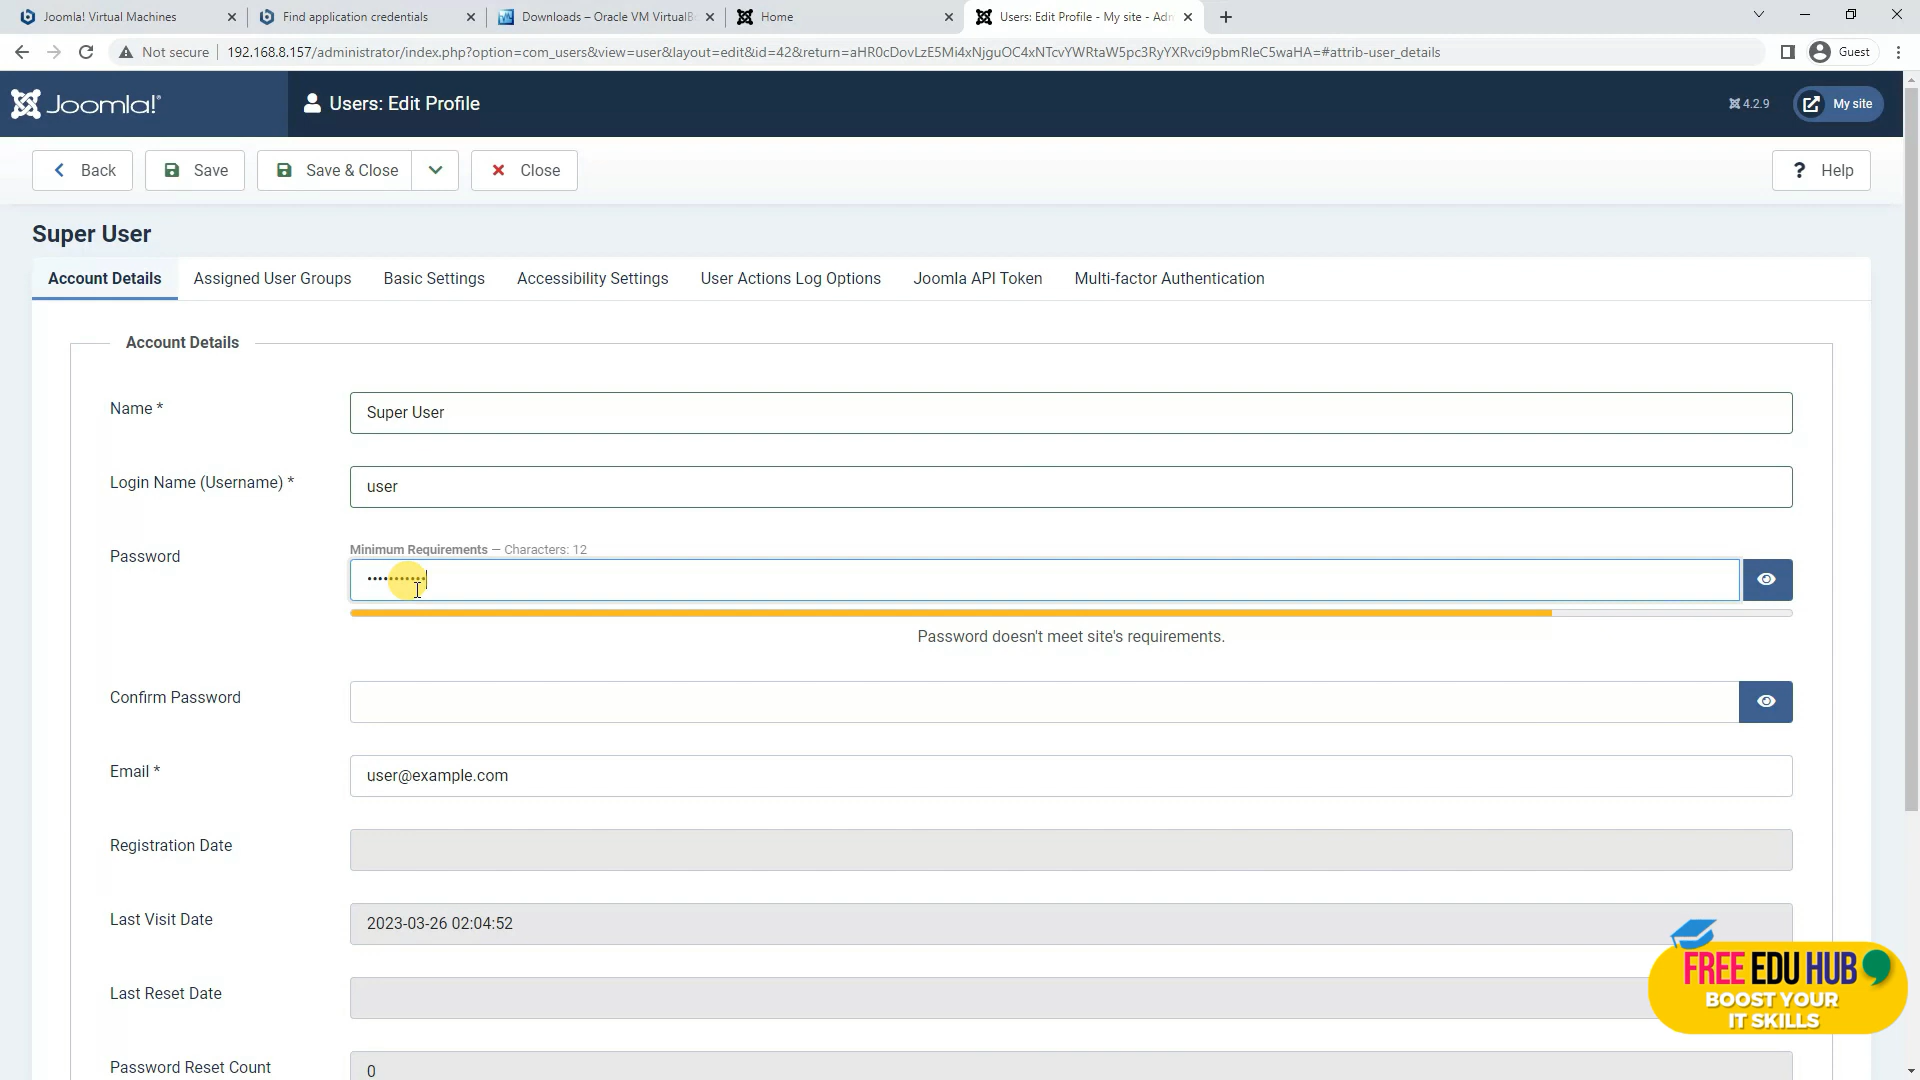 Joomla! Virtual Machines
Find application credentials
Downloads – Oracle VM VirtualB
Home
Users: Edit Profile - My site - Adm
Not secure
192.168.8.157/administrator/index.php?option=com_users&view=user&layout=edit&id=42&return=aHR0cDovLzE5Mi4xNjguOC4xNTcvYWRtaW5pc3RyYXRvci9pbmRleC5waHA=#attrib-user_details
Guest
Joomla!®
Users: Edit Profile
4.2.9
My site
Back
Save
Save & Close
Close
? Help
Super User
Account Details
Assigned User Groups
Basic Settings
Accessibility Settings
User Actions Log Options
Joomla API Token
Multi-factor Authentication
Account Details
Name *
Super User
Login Name (Username) *
user
Password
Minimum Requirements — Characters: 12
•••••••••••
Password doesn't meet site's requirements.
Confirm Password
Email *
user@example.com
Registration Date
Last Visit Date
2023-03-26 02:04:52
Last Reset Date
Password Reset Count
0
FREE EDU HUB
BOOST YOUR
IT SKILLS